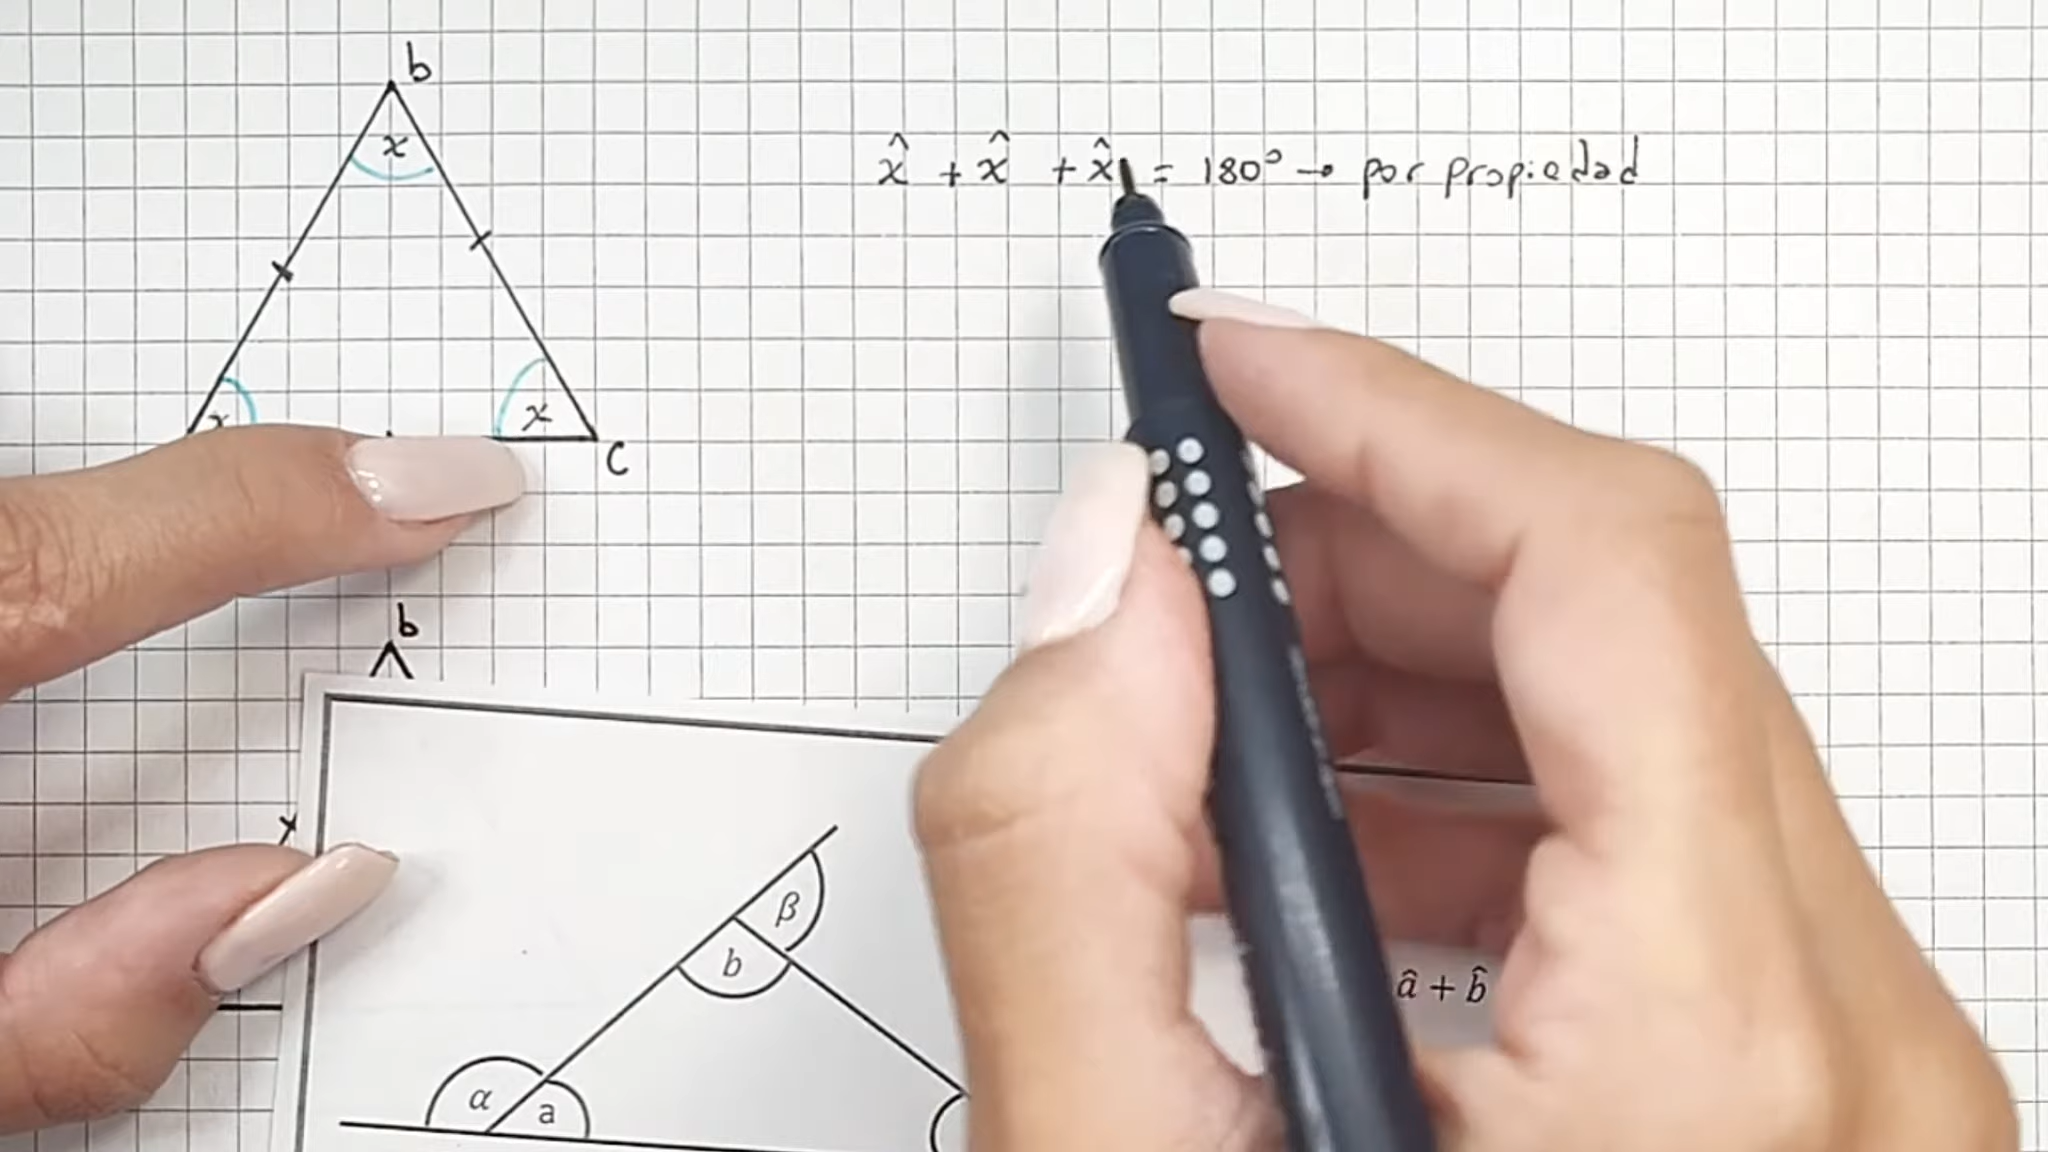 b
x
x̂ + x̂ + x̂ = 180° → por propiedad
x
x
c
b
β
b
â + b̂
α
a